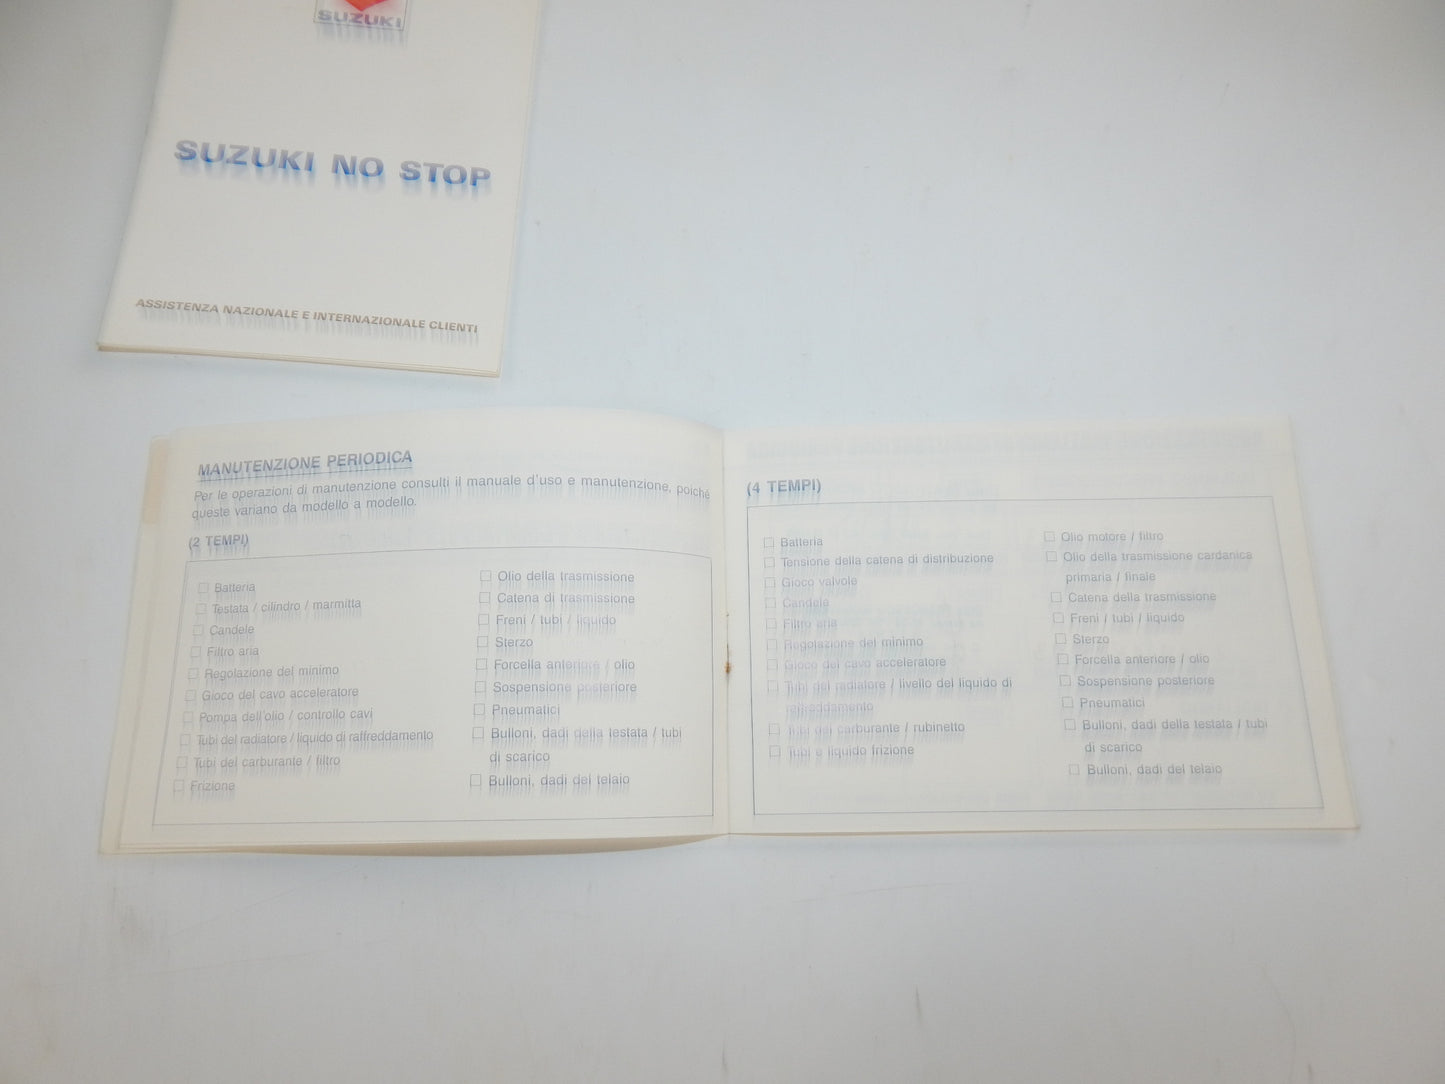 SUZUKI
SUZUKI NO STOP
ASSISTENZA NAZIONALE E INTERNAZIONALE CLIENTI
MANUTENZIONE PERIODICA
Per le operazioni di manutenzione consulti il manuale d'uso e manutenzione, poiché
queste variano da modello a modello.
(2 TEMPI)
Batteria
Testata / cilindro / marmitta
Candele
Filtro aria
Regolazione del minimo
Gioco del cavo acceleratore
Pompa dell'olio / controllo cavi
Tubi del radiatore / liquido di raffreddamento
Tubi del carburante / filtro
Frizione
Olio della trasmissione
Catena di trasmissione
Freni / tubi / liquido
Sterzo
Forcella anteriore / olio
Sospensione posteriore
Pneumatici
Bulloni, dadi della testata / tubi
di scarico
Bulloni, dadi del telaio
(4 TEMPI)
Batteria
Tensione della catena di distribuzione
Gioco valvole
Candele
Filtro aria
Regolazione del minimo
Gioco del cavo acceleratore
Tubi del radiatore / livello del liquido di
raffreddamento
Tubi del carburante / rubinetto
Tubi e liquido frizione
Olio motore / filtro
Olio della trasmissione cardanica
primaria / finale
Catena della trasmissione
Freni / tubi / liquido
Sterzo
Forcella anteriore / olio
Sospensione posteriore
Pneumatici
Bulloni, dadi della testata / tubi
di scarico
Bulloni, dadi del telaio